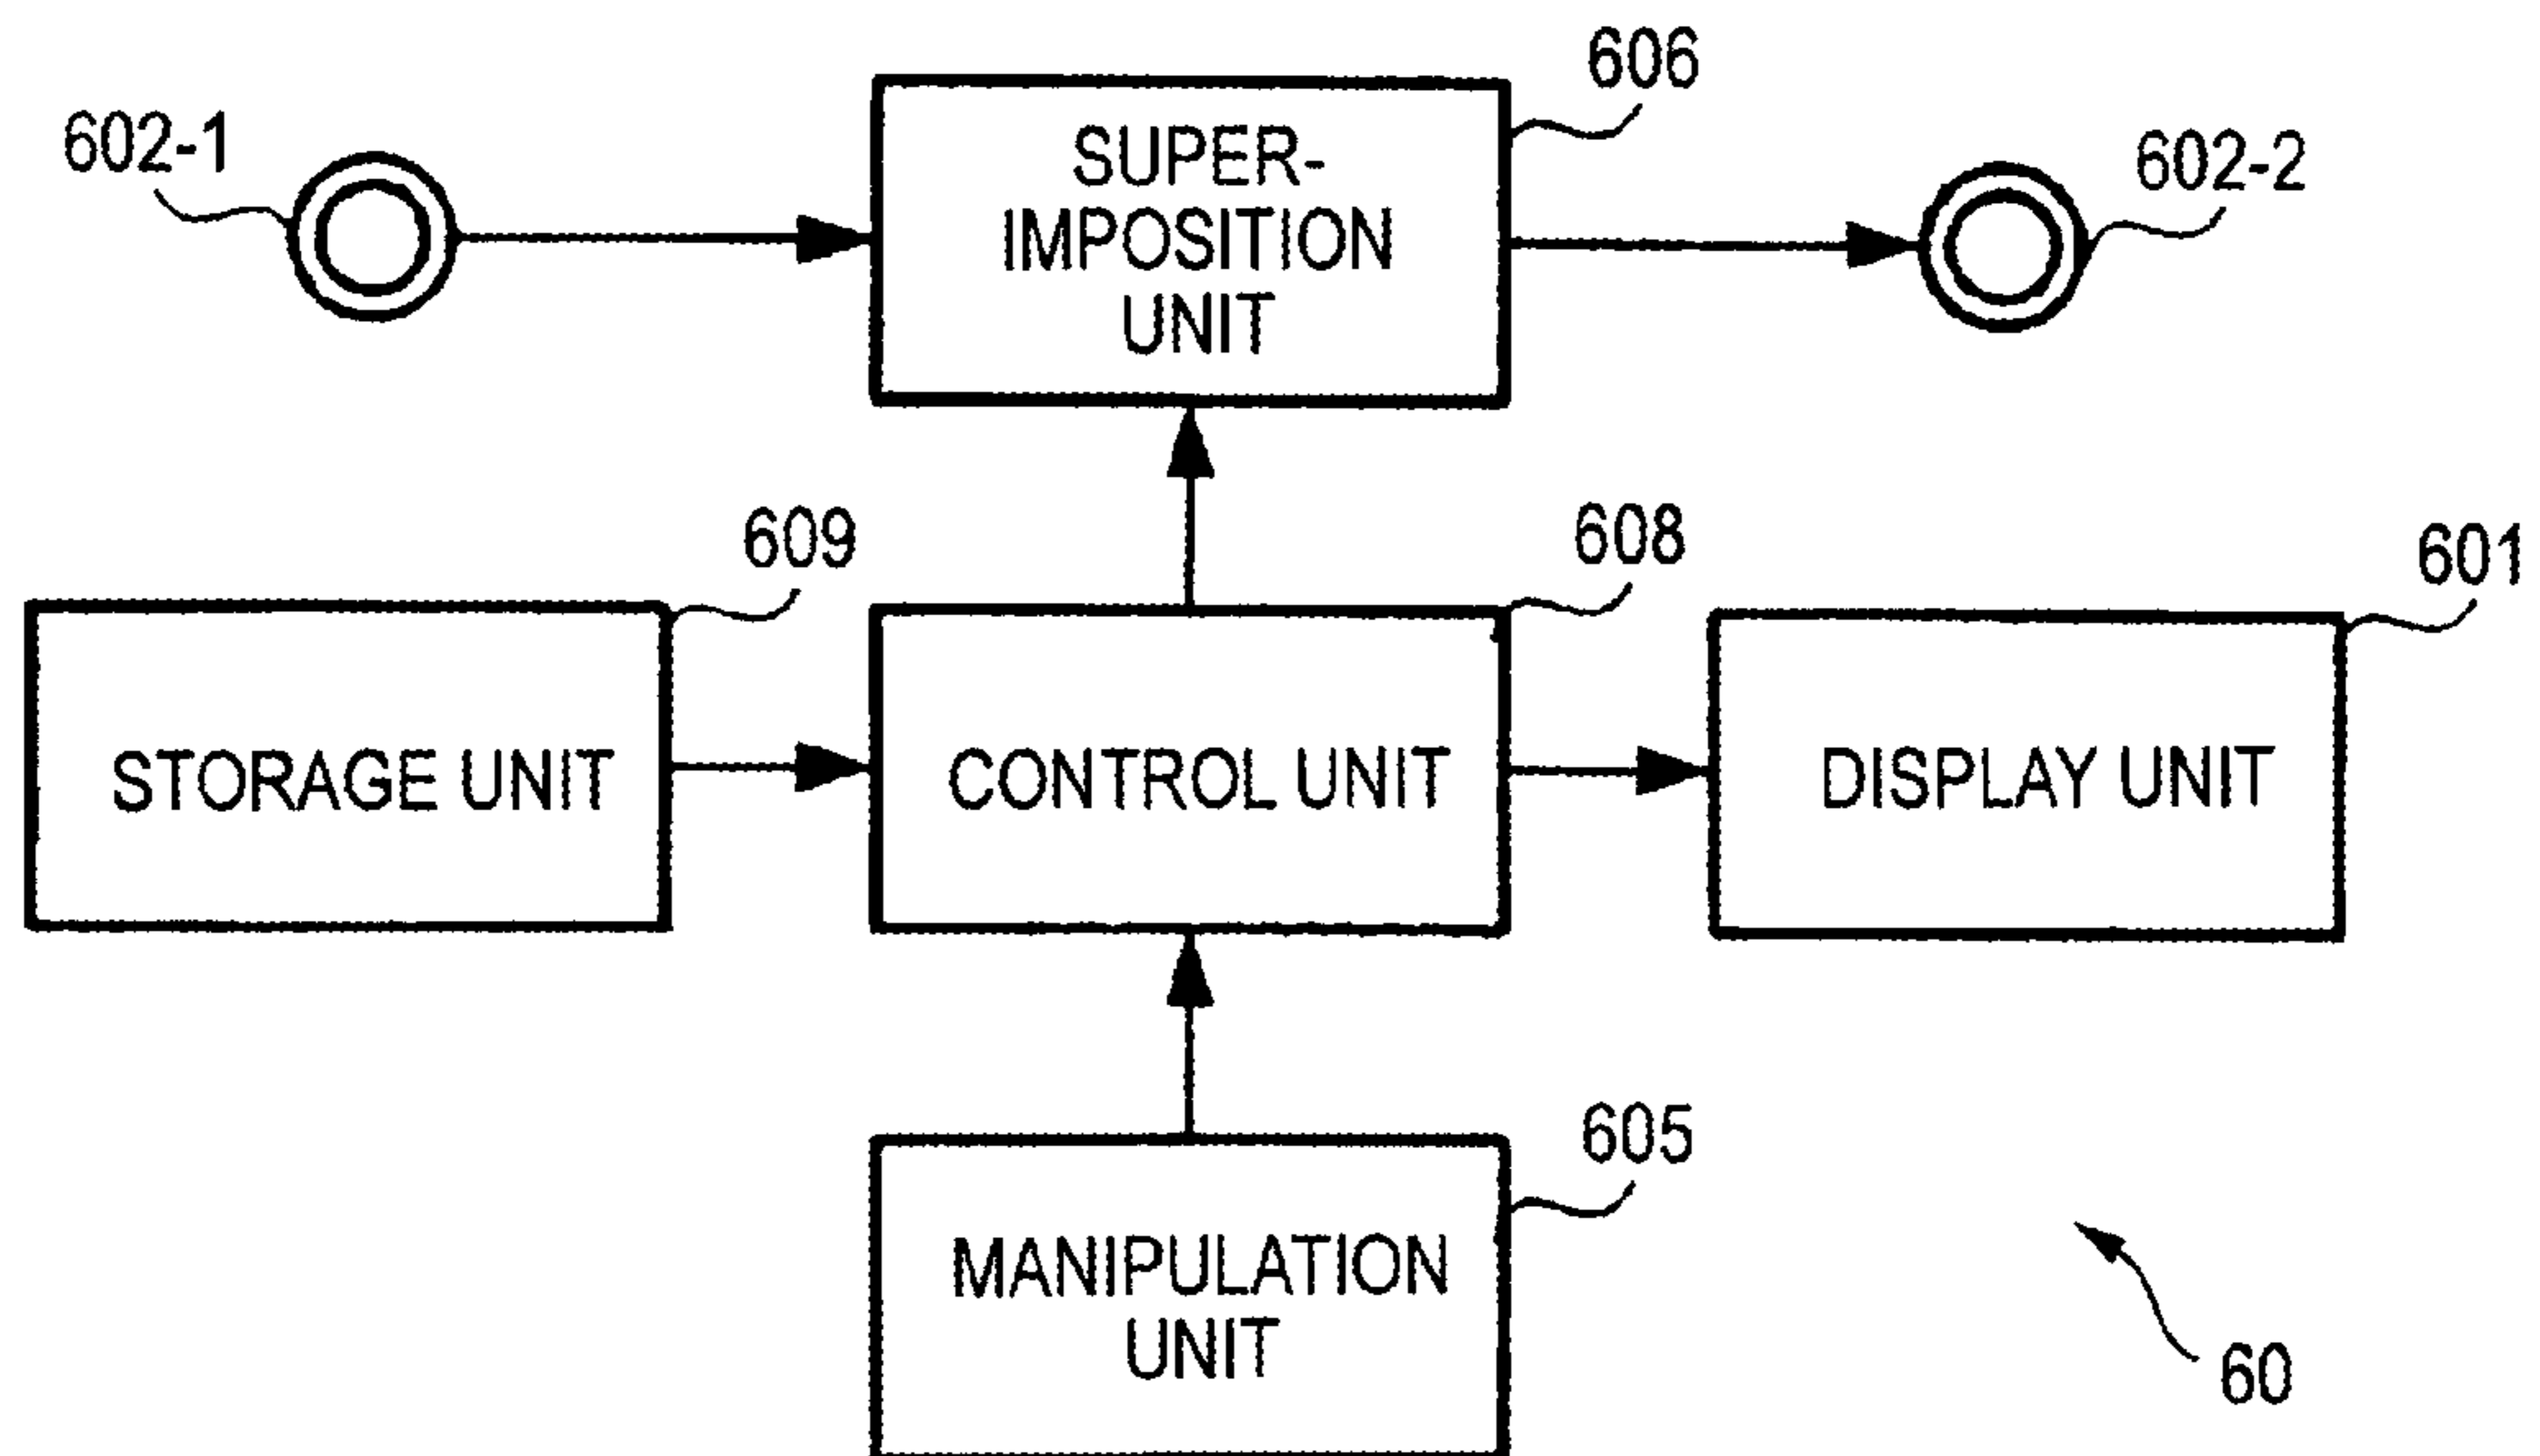 606
602-1
SUPER-
IMPOSITION
UNIT
602-2
609
608
601
STORAGE UNIT
CONTROL UNIT
DISPLAY UNIT
605
MANIPULATION
UNIT
60